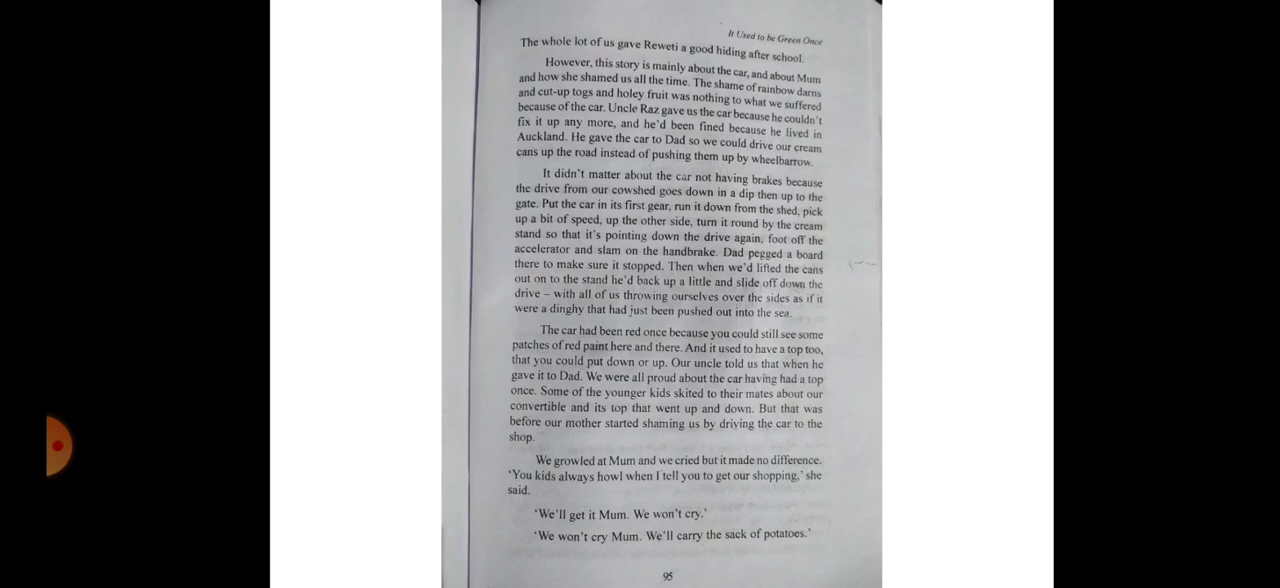 It Used to be Green Once
The whole lot of us gave Reweti a good hiding after school.
However, this story is mainly about the car, and about Mum
and how she shamed us all the time. The shame of rainbow darns
and cut-up togs and holey fruit was nothing to what we suffered
because of the car. Uncle Raz gave us the car because he couldn't
fix it up any more, and he'd been fined because he lived in
Auckland. He gave the car to Dad so we could drive our cream
cans up the road instead of pushing them up by wheelbarrow.
It didn't matter about the car not having brakes because
the drive from our cowshed goes down in a dip then up to the
gate. Put the car in its first gear, run it down from the shed, pick
up a bit of speed, up the other side, turn it round by the cream
stand so that it's pointing down the drive again, foot off the
accelerator and slam on the handbrake. Dad pegged a board
there to make sure it stopped. Then when we'd lifted the cans
out on to the stand he'd back up a little and slide off down the
drive – with all of us throwing ourselves over the sides as if it
were a dinghy that had just been pushed out into the sea.
The car had been red once because you could still see some
patches of red paint here and there. And it used to have a top too,
that you could put down or up. Our uncle told us that when he
gave it to Dad. We were all proud about the car having had a top
once. Some of the younger kids skited to their mates about our
convertible and its top that went up and down. But that was
before our mother started shaming us by driving the car to the
shop.
We growled at Mum and we cried but it made no difference.
'You kids always howl when I tell you to get our shopping,' she
said.
'We'll get it Mum. We won't cry.'
'We won't cry Mum. We'll carry the sack of potatoes.'
95